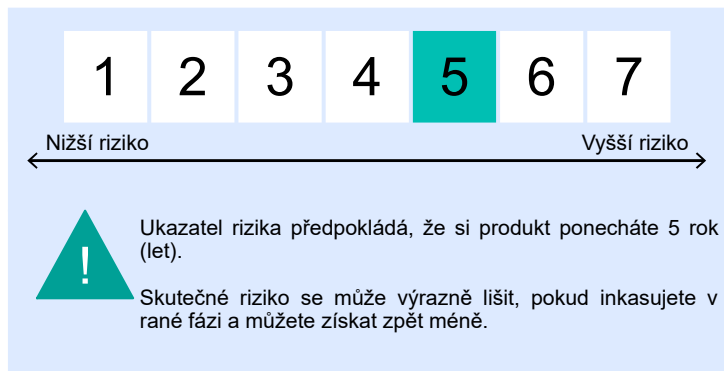 1 2 3 4 5 6 7
Nižší riziko Vyšší riziko
!
Ukazatel rizika předpokládá, že si produkt ponecháte 5 rok
(let).
Skutečné riziko se může výrazně lišit, pokud inkasujete v
rané fázi a můžete získat zpět méně.